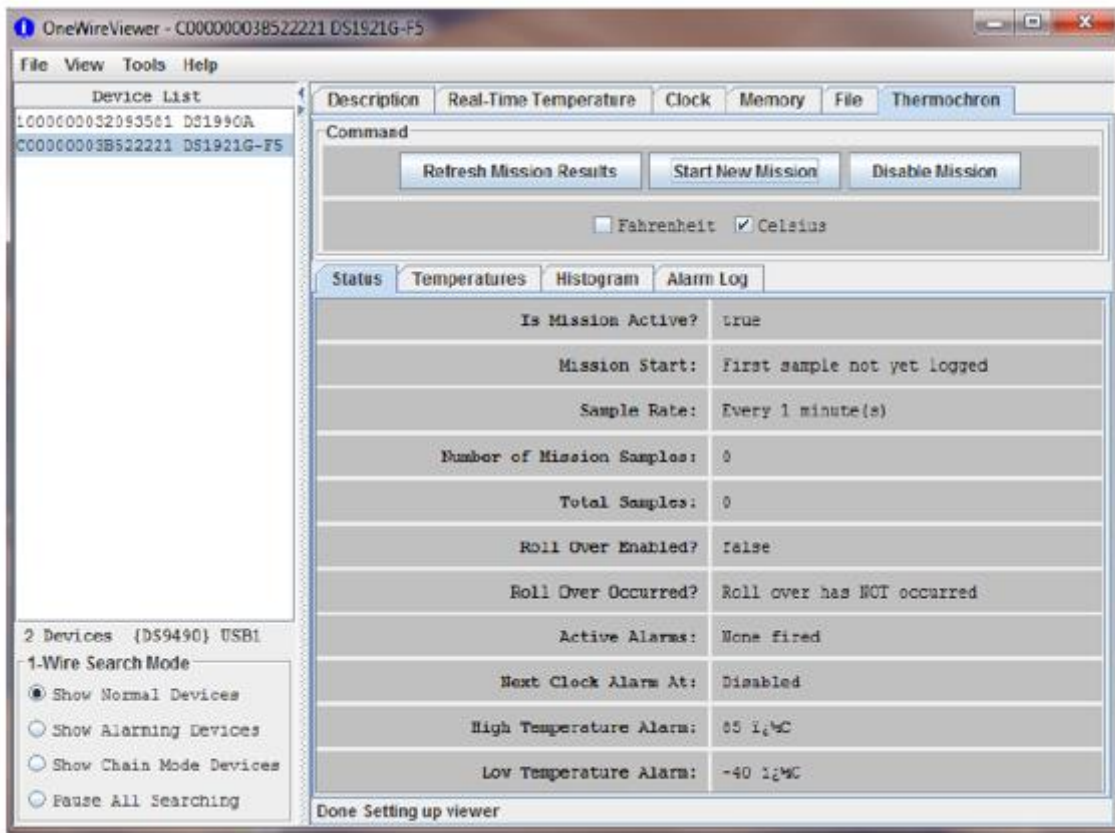 OneWireViewer - C00000003B522221 DS1921G-F5
File View Tools Help
Device List
DS1990A
C00000003B522221 DS1921G-F5
2 Devices {DS9490} USB1
1-Wire Search Mode
Show Normal Devices
Show Alarming Devices
Show Chain Mode Devices
Pause All Searching
Description Real-Time Temperature Clock Memory File Thermochron
Command
Refresh Mission Results Start New Mission Disable Mission
Fahrenheit Celsius
Status Temperatures Histogram Alarm Log
Is Mission Active? true
Mission Start: First sample not yet logged
Sample Rate: Every 1 minute(s)
Number of Mission Samples: 0
Total Samples: 0
Roll Over Enabled? false
Roll Over Occurred? Roll over has NOT occurred
Active Alarms: None fired
Next Clock Alarm At: Disabled
High Temperature Alarm: 85 ï¿½C
Low Temperature Alarm: -40 ï¿½C
Done Setting up viewer